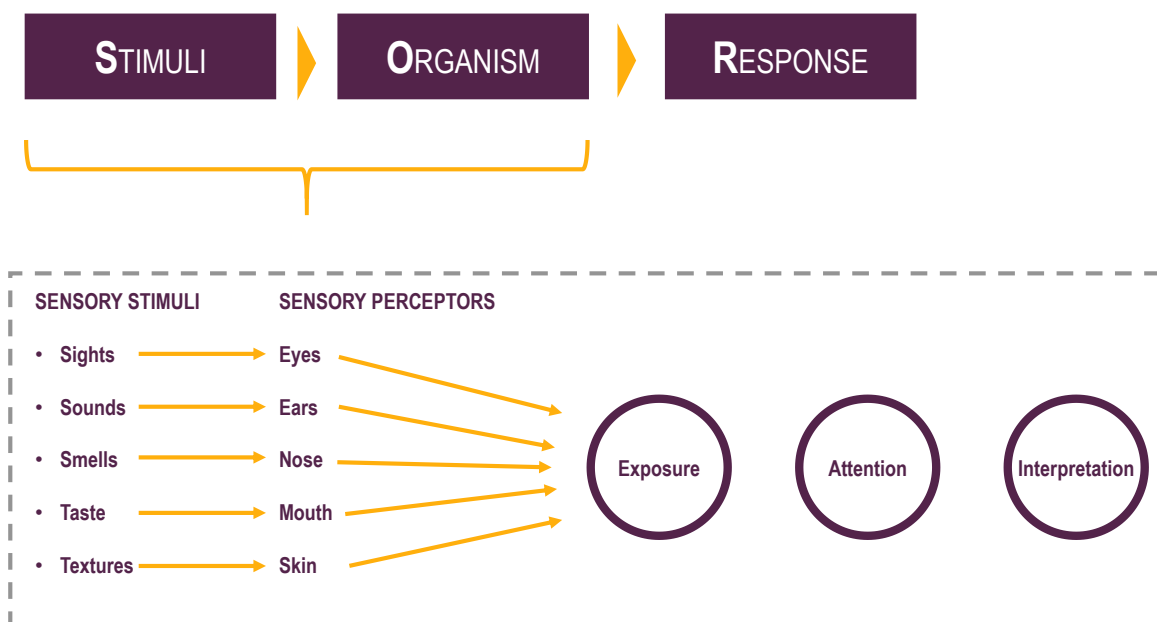 STIMULI
ORGANISM
RESPONSE
SENSORY STIMULI
SENSORY PERCEPTORS
• Sights
Eyes
• Sounds
Ears
• Smells
Nose
• Taste
Mouth
• Textures
Skin
Exposure
Attention
Interpretation